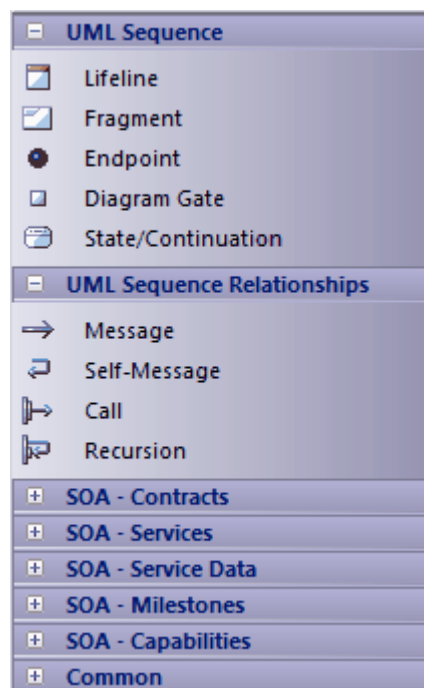 UML Sequence
Lifeline
Fragment
Endpoint
Diagram Gate
State/Continuation
UML Sequence Relationships
Message
Self-Message
Call
Recursion
SOA - Contracts
SOA - Services
SOA - Service Data
SOA - Milestones
SOA - Capabilities
Common